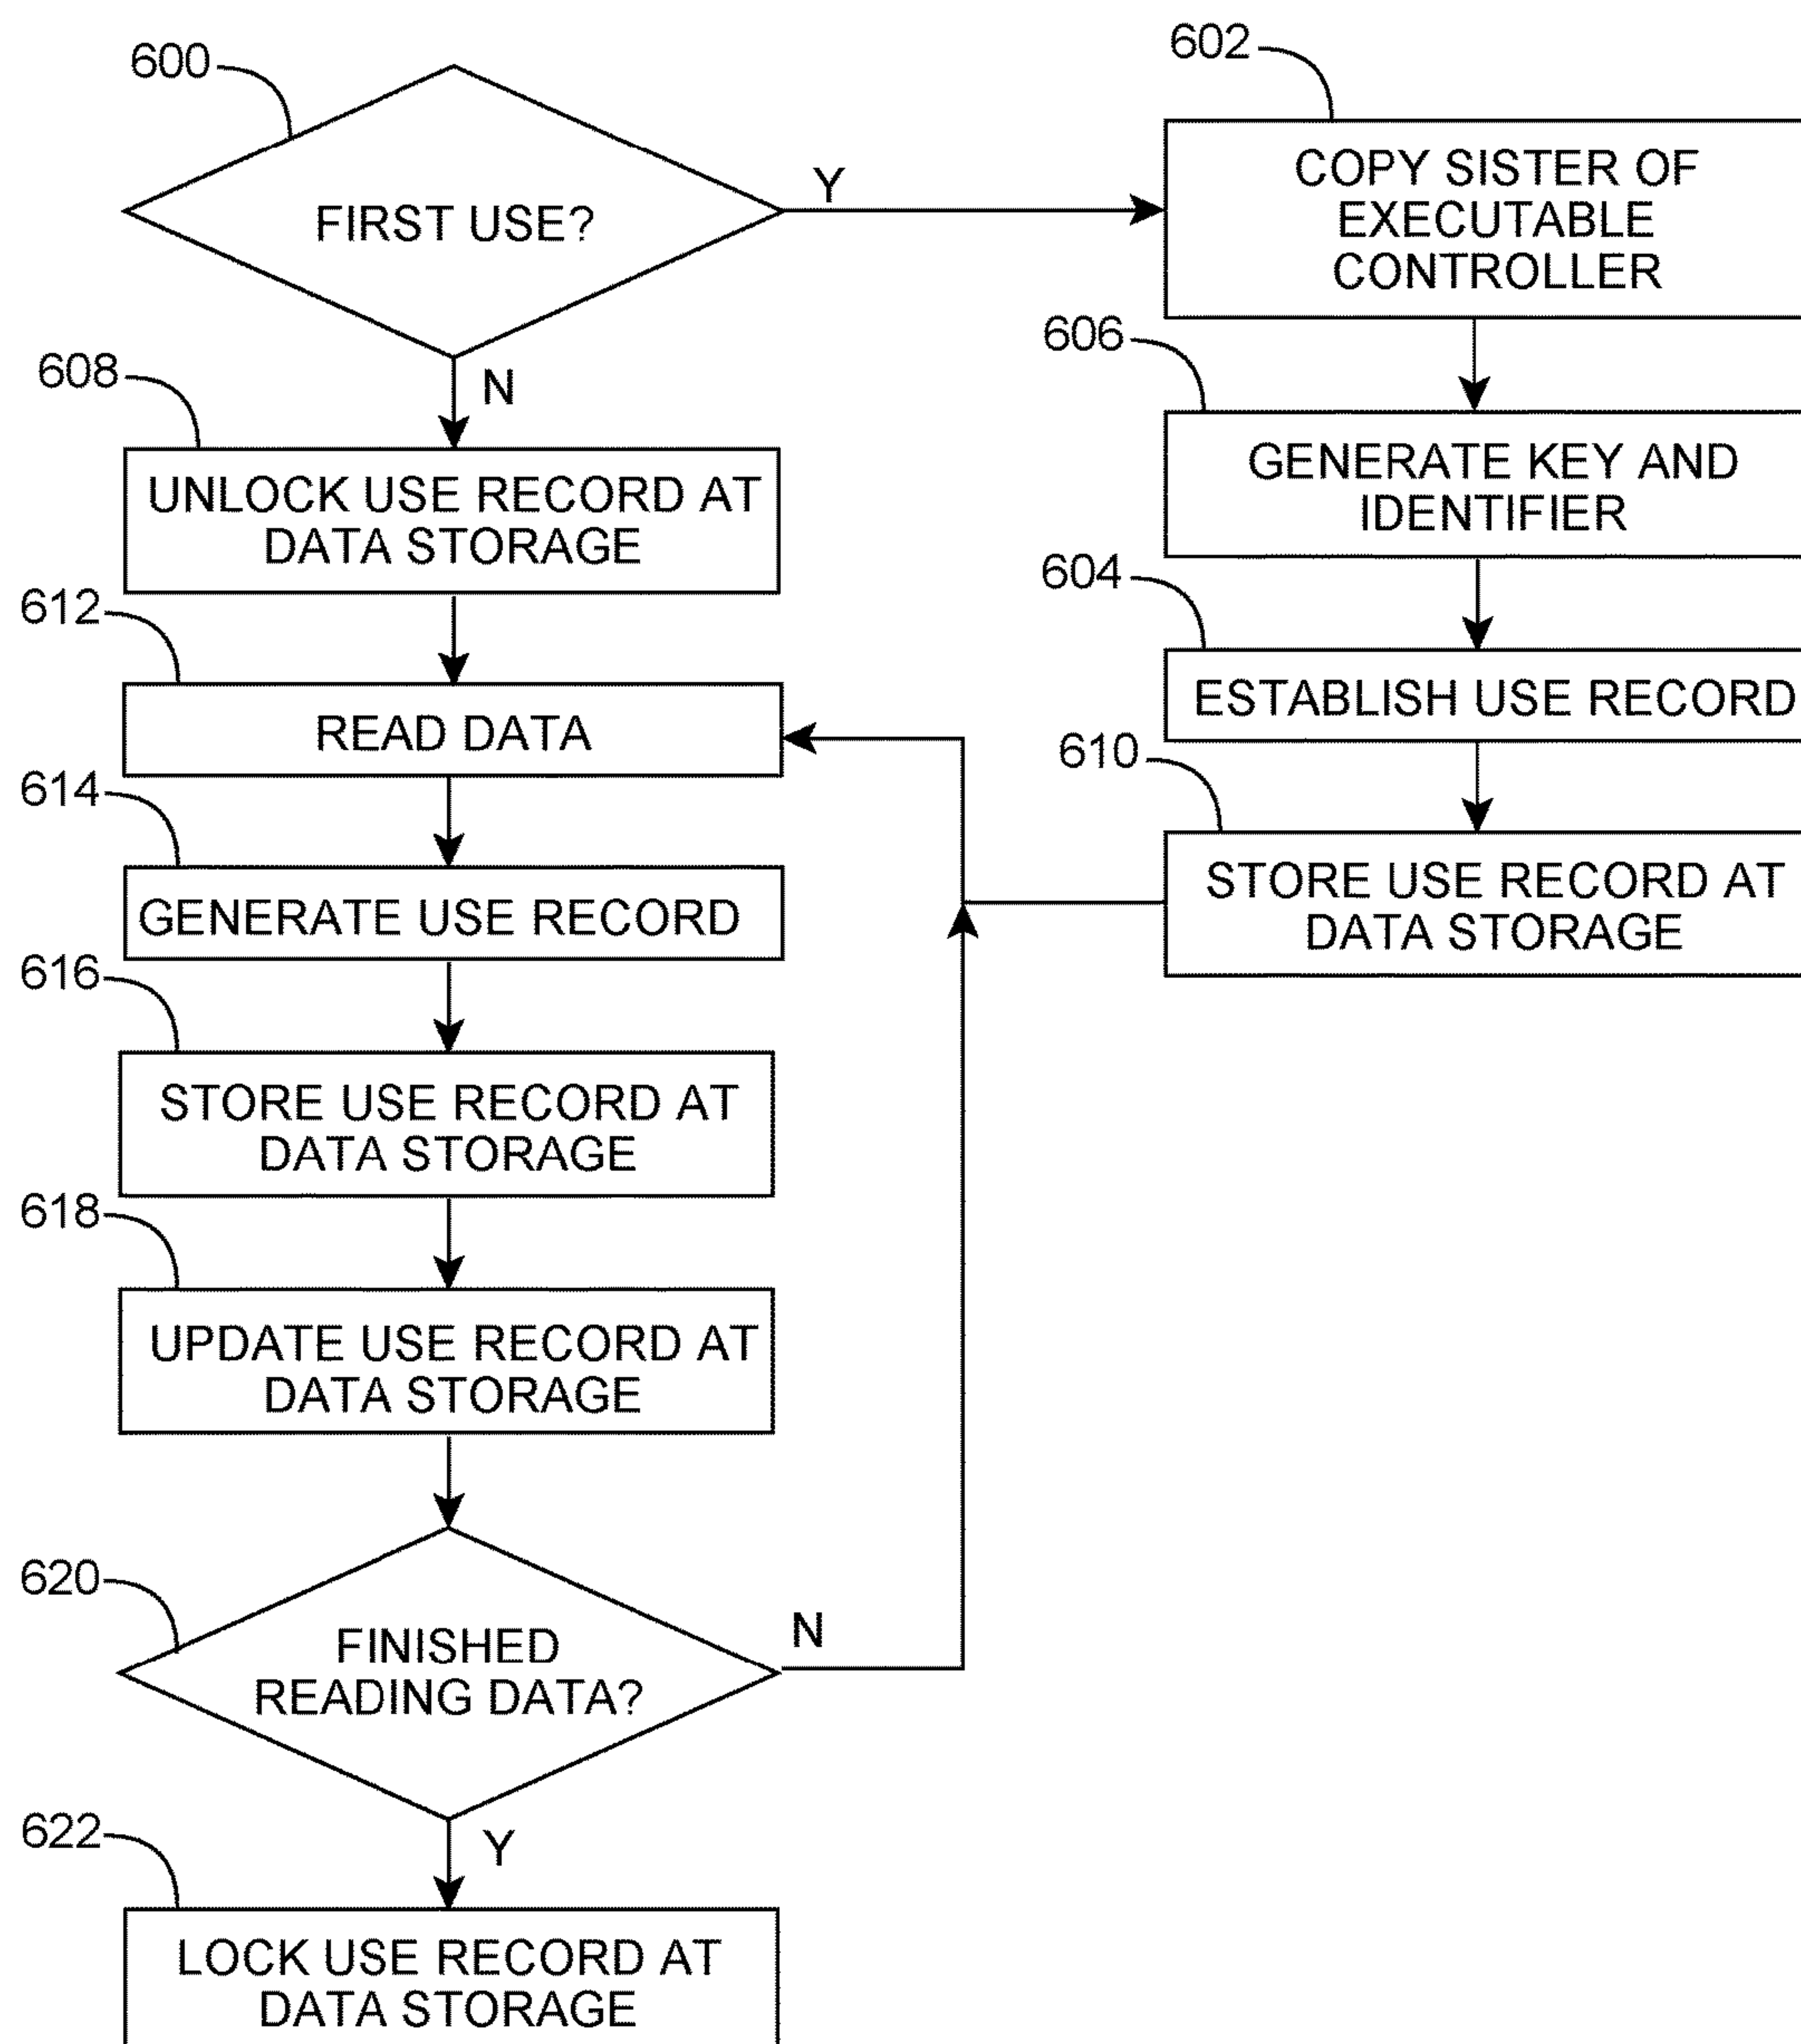 600
FIRST USE?
Y
N
602
COPY SISTER OF
EXECUTABLE
CONTROLLER
606
GENERATE KEY AND
IDENTIFIER
604
ESTABLISH USE RECORD
610
STORE USE RECORD AT
DATA STORAGE
608
UNLOCK USE RECORD AT
DATA STORAGE
612
READ DATA
614
GENERATE USE RECORD
616
STORE USE RECORD AT
DATA STORAGE
618
UPDATE USE RECORD AT
DATA STORAGE
620
FINISHED
READING DATA?
N
Y
622
LOCK USE RECORD AT
DATA STORAGE